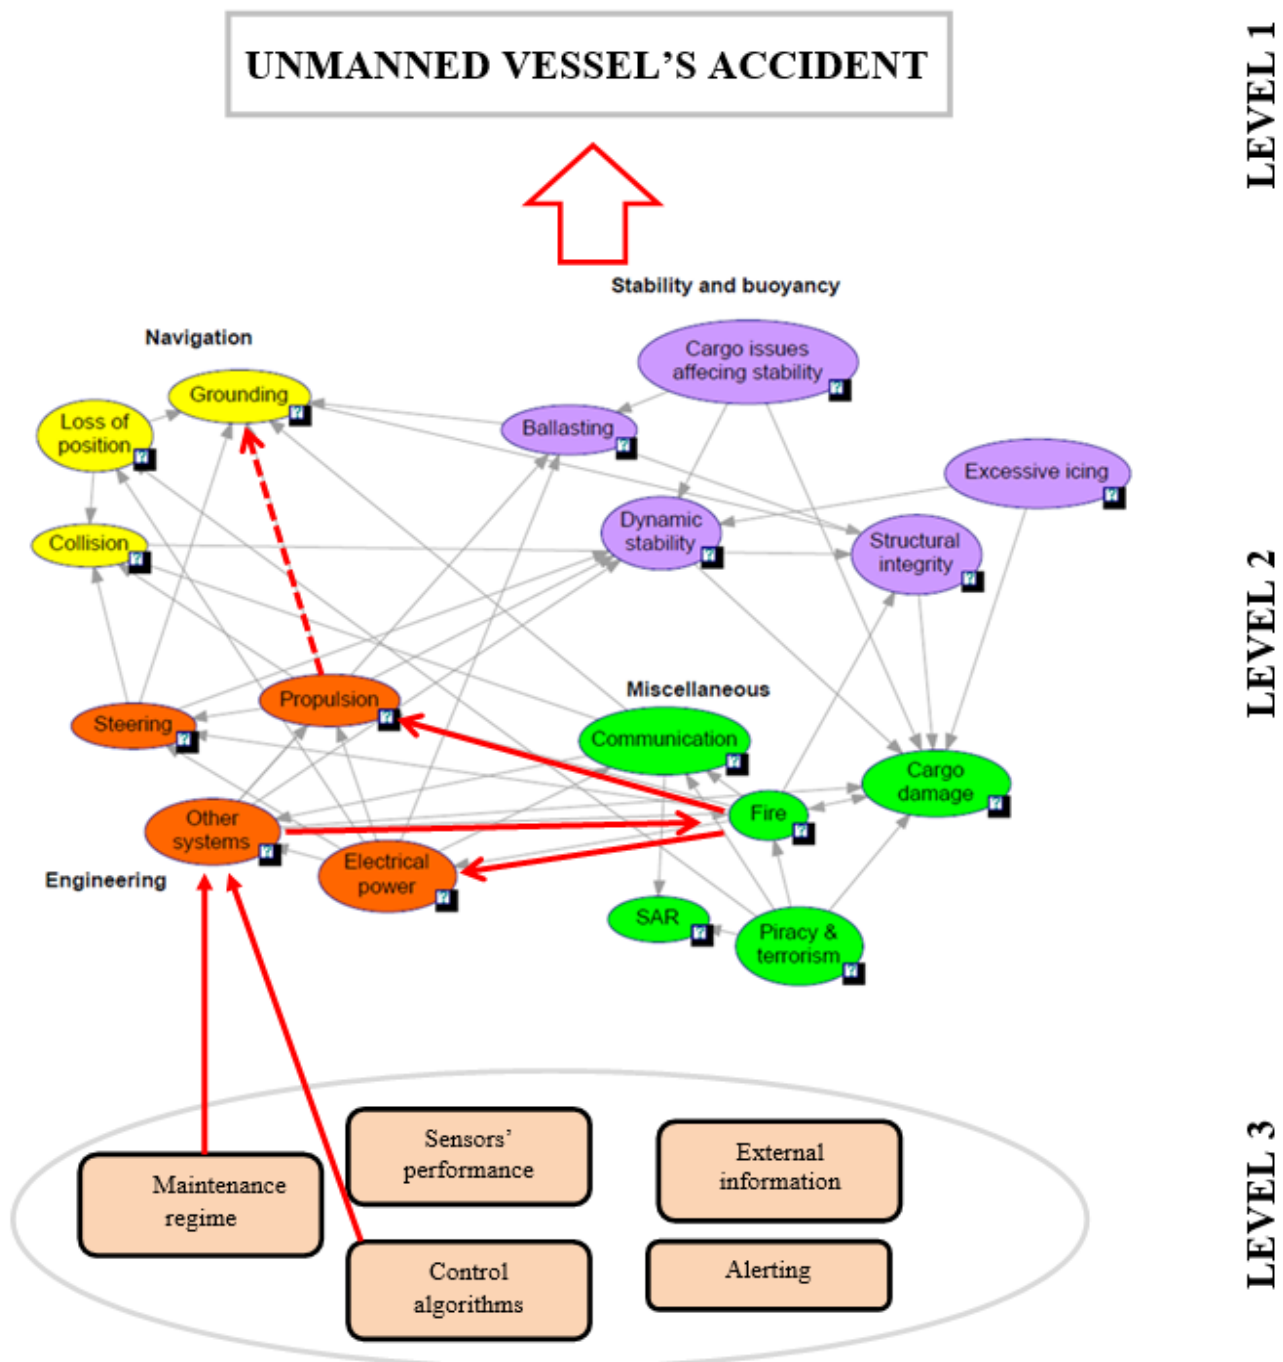 UNMANNED VESSEL’S ACCIDENT
LEVEL 1
Stability and buoyancy
Navigation
Cargo issues
affecing stability
Grounding
Loss of
position
Ballasting
Excessive icing
Dynamic
stability
Structural
integrity
Collision
LEVEL 2
Propulsion
Steering
Miscellaneous
Communication
Cargo
damage
Fire
Other
systems
Electrical
power
Engineering
SAR
Piracy &
terrorism
Sensors’
performance
External
information
Maintenance
regime
Control
algorithms
Alerting
LEVEL 3